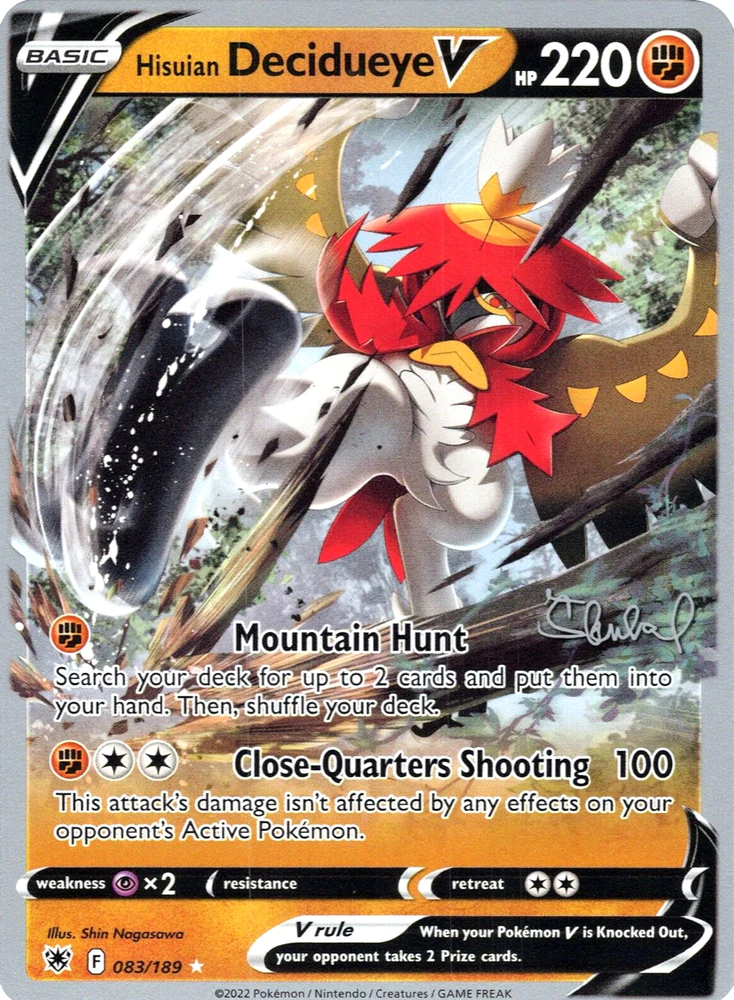 BASIC
Hisuian Decidueye V HP 220
Mountain Hunt
Search your deck for up to 2 cards and put them into
your hand. Then, shuffle your deck.
Close-Quarters Shooting 100
This attack's damage isn't affected by any effects on your
opponent's Active Pokémon.
weakness ×2 resistance retreat
Illus. Shin Nagasawa
V rule When your Pokémon V is Knocked Out,
your opponent takes 2 Prize cards.
F 083/189
©2022 Pokémon / Nintendo / Creatures / GAME FREAK